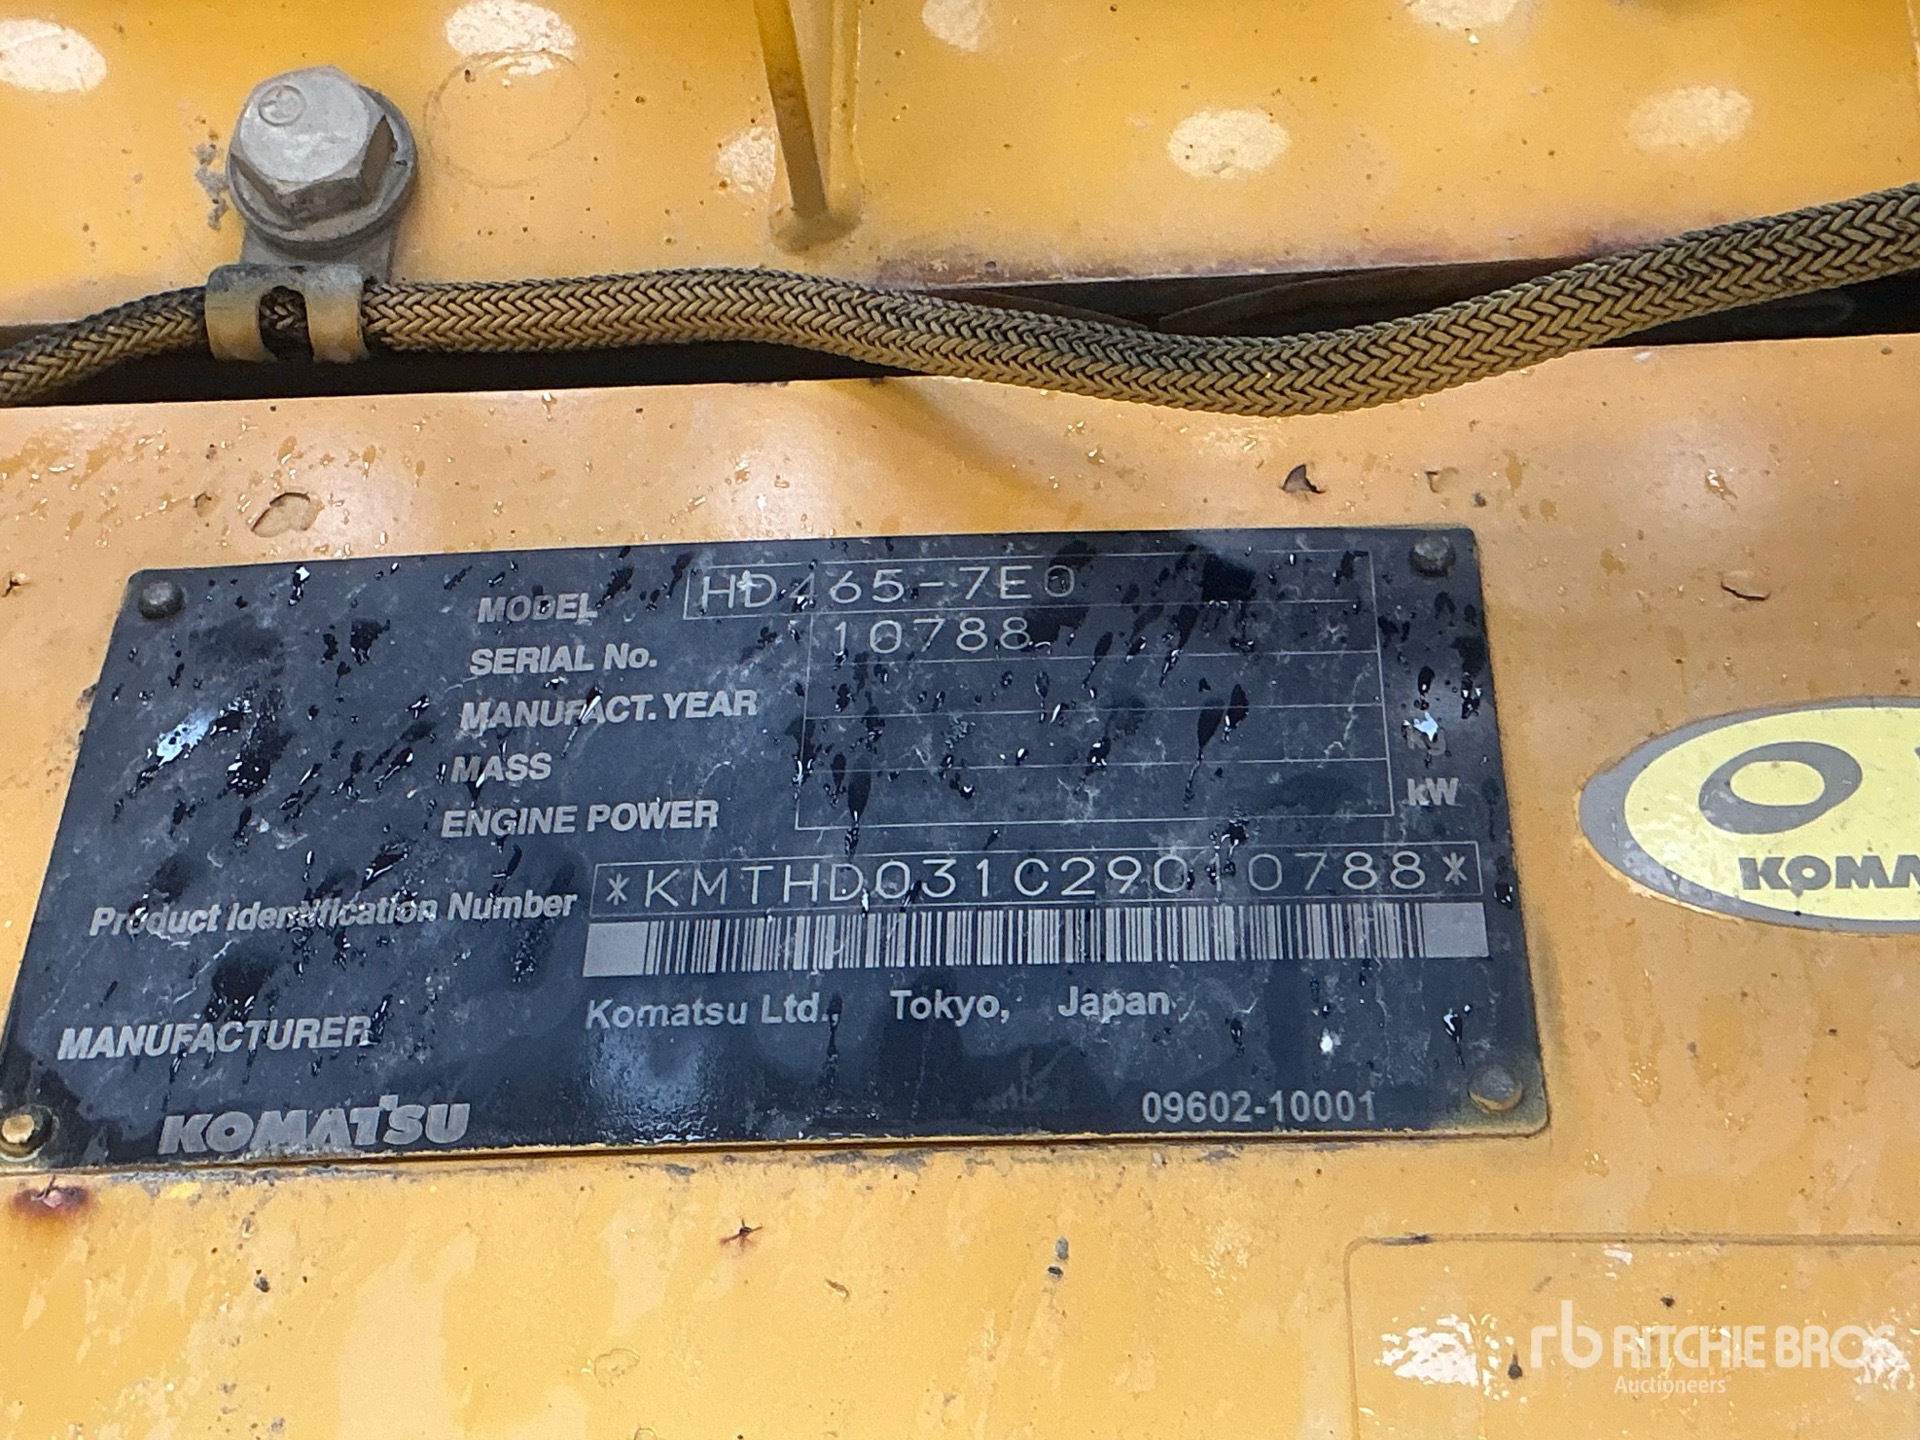 MODEL HD465-7E0
SERIAL No. 10788
MANUFACT. YEAR
MASS kg
ENGINE POWER kW
Product Identification Number *KMTHD031C29010788*
MANUFACTURER Komatsu Ltd., Tokyo, Japan
KOMATSU 09602-10001
KOMA
rb RITCHIE BROS
Auctioneers